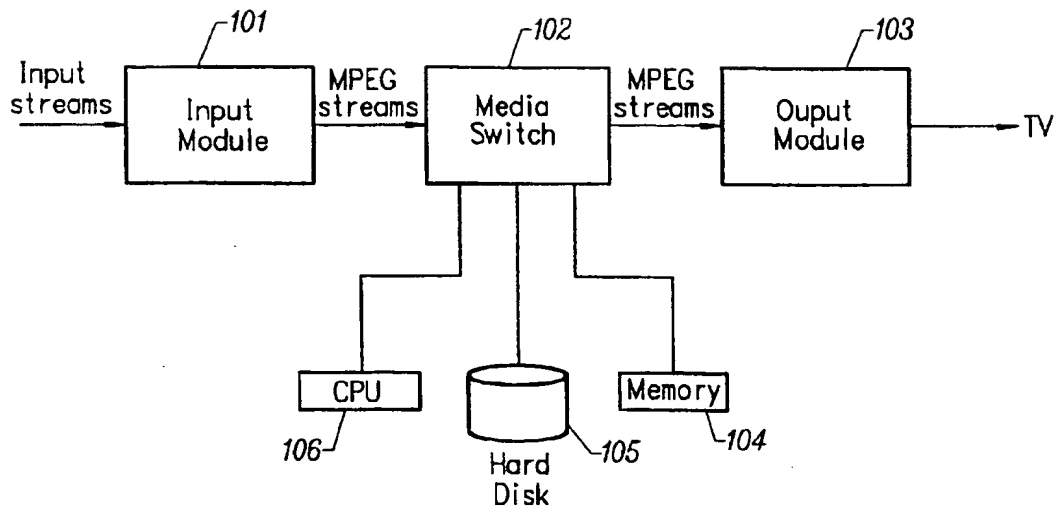 101
102
103
Input
streams
Input
Module
MPEG
streams
Media
Switch
MPEG
streams
Ouput
Module
TV
CPU
Memory
106
105
104
Hard
Disk